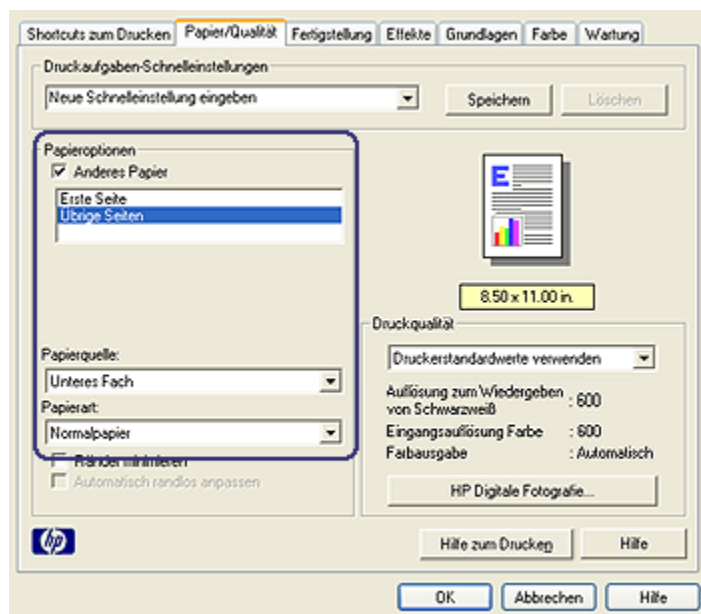 Shortcuts zum Drucken Papier/Qualität Fertigstellung Effekte Grundlagen Farbe Wartung
Druckaufgaben-Schnelleinstellungen
Neue Schnelleinstellung eingeben
Speichern
Löschen
Papieroptionen
Anderes Papier
Erste Seite
Übrige Seiten
E
8.50 x 11.00 in.
Papierquelle:
Unteres Fach
Papierart:
Normalpapier
Ränder minimieren
Automatisch randlos anpassen
Druckqualität
Druckerstandardwerte verwenden
Auflösung zum Wiedergeben
von Schwarzweiß : 600
Eingangsauflösung Farbe : 600
Farbausgabe : Automatisch
HP Digitale Fotografie...
hp
Hilfe zum Drucken Hilfe
OK Abbrechen Hilfe